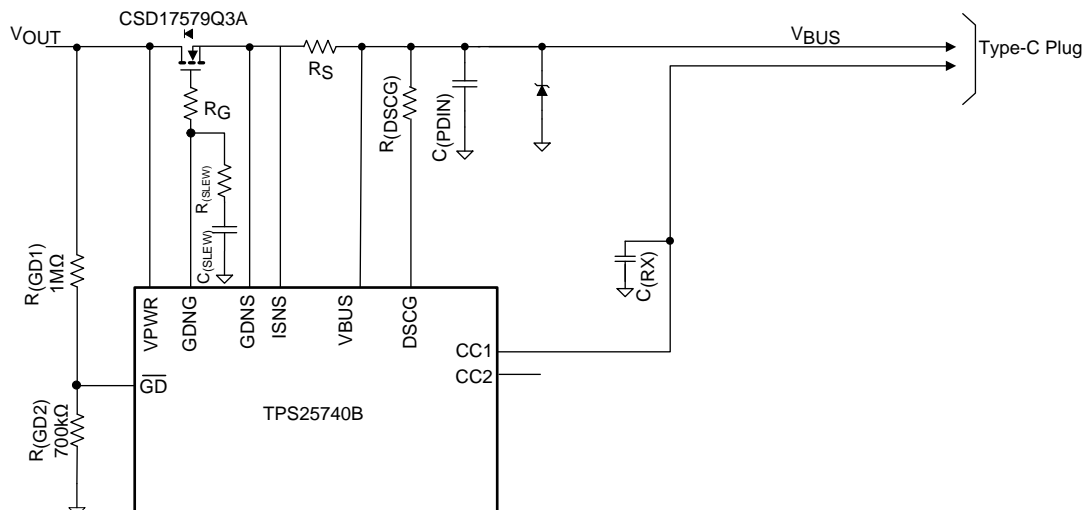 CSD17579Q3A
VOUT
VBUS
Type-C Plug
RS
RG
R(DSCG)
C(PDIN)
R(SLEW)
C(SLEW)
R(GD1)
1MΩ
C(RX)
VPWR
GDNG
GDNS
ISNS
VBUS
DSCG
CC1
CC2
GD
TPS25740B
R(GD2)
700kΩ